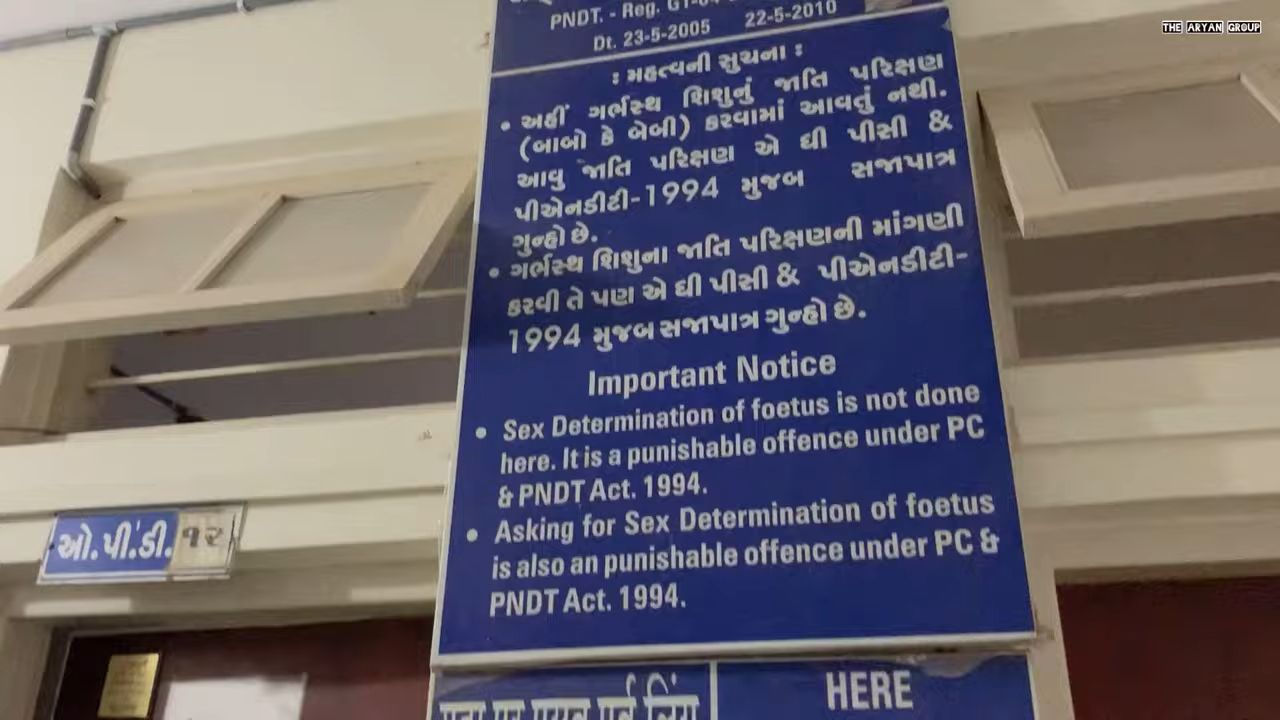 THE ARYAN GROUP
PNDT. - Reg.
Dt. 23-5-2005 22-5-2010
: મહત્વની સુચના :
• અહીં ગર્ભસ્થ શિશુનું જાતિ પરિક્ષણ
(બાબો કે બેબી) કરવામાં આવતું નથી.
આવુ જાતિ પરિક્ષણ એ ધી પીસી &
પીએનડીટી-1994 મુજબ સજાપાત્ર
ગુન્હો છે.
• ગર્ભસ્થ શિશુના જાતિ પરિક્ષણની માંગણી
કરવી તે પણ એ ધી પીસી & પીએનડીટી-
1994 મુજબ સજાપાત્ર ગુન્હો છે.
Important Notice
• Sex Determination of foetus is not done
here. It is a punishable offence under PC
& PNDT Act. 1994.
• Asking for Sex Determination of foetus
is also an punishable offence under PC &
PNDT Act. 1994.
ઓ.પી.ડી. ૧૨
HERE